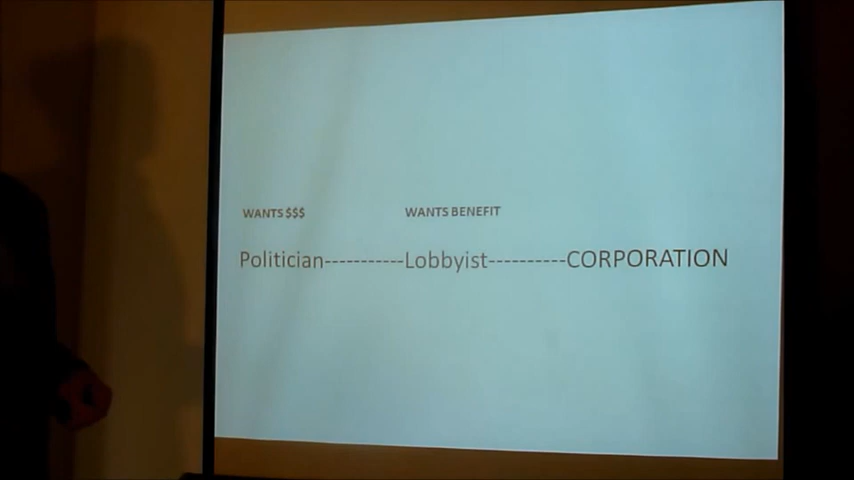 WANTS $$$ WANTS BENEFIT
Politician-----------Lobbyist----------CORPORATION